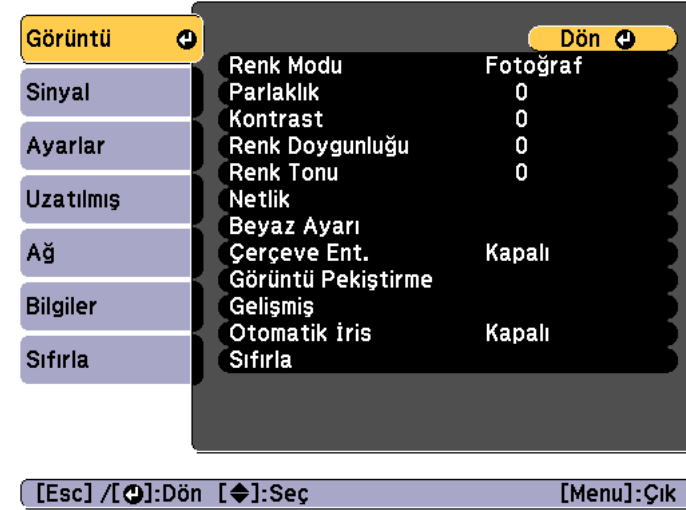 Görüntü
Sinyal
Ayarlar
Uzatılmış
Ağ
Bilgiler
Sıfırla
Dön
Renk Modu Fotoğraf
Parlaklık 0
Kontrast 0
Renk Doygunluğu 0
Renk Tonu 0
Netlik
Beyaz Ayarı
Çerçeve Ent. Kapalı
Görüntü Pekiştirme
Gelişmiş
Otomatik İris Kapalı
Sıfırla
[Esc] /[⏎]:Dön [◆]:Seç [Menu]:Çık